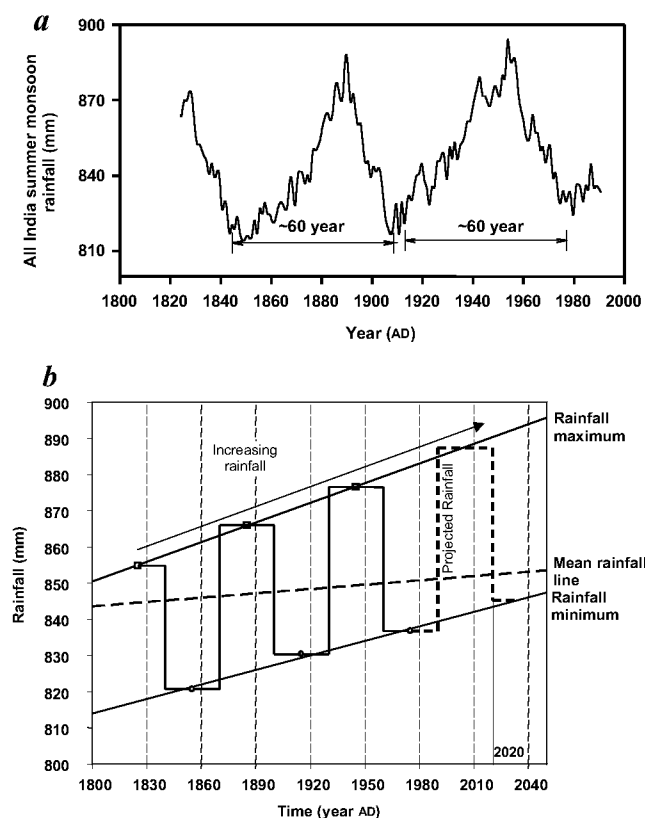 a
900
870
840
810
All India summer monsoon
rainfall (mm)
~60 year
~60 year
1800 1820 1840 1860 1880 1900 1920 1940 1960 1980 2000
Year (AD)
b
900
890
880
870
860
850
840
830
820
810
800
Rainfall (mm)
Increasing
rainfall
Projected Rainfall
Rainfall
maximum
Mean rainfall
line
Rainfall
minimum
2020
1800 1830 1860 1890 1920 1950 1980 2010 2040
Time (year AD)